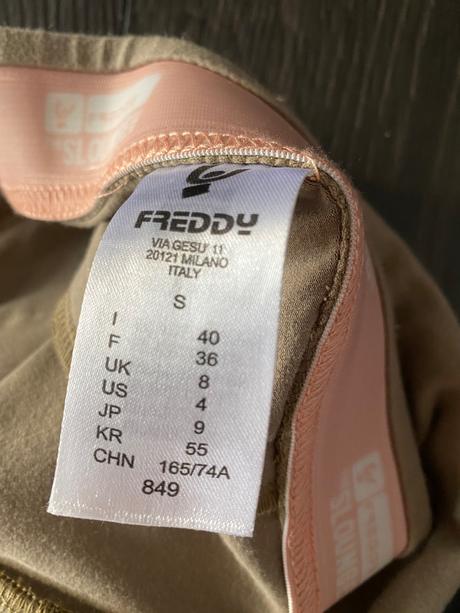 FREDDY
VIA GESU' 11
20121 MILANO
ITALY
S
I 40
F 36
UK 8
US 4
JP 9
KR 55
CHN 165/74A
849